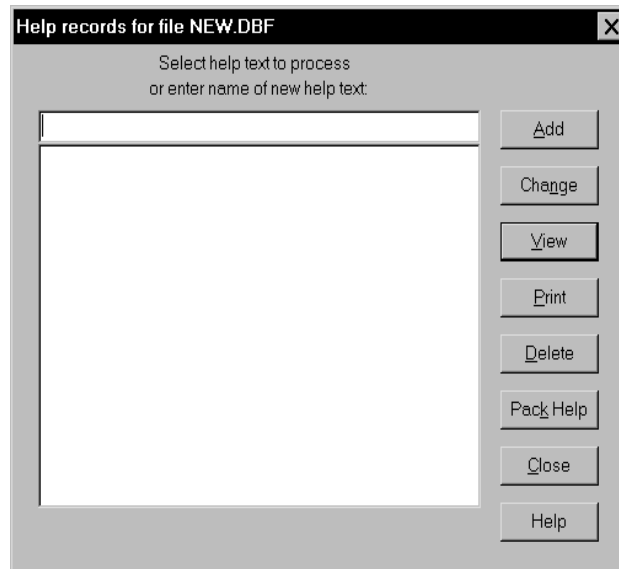 Help records for file NEW.DBF
Select help text to process
or enter name of new help text:
Add
Change
View
Print
Delete
Pack Help
Close
Help